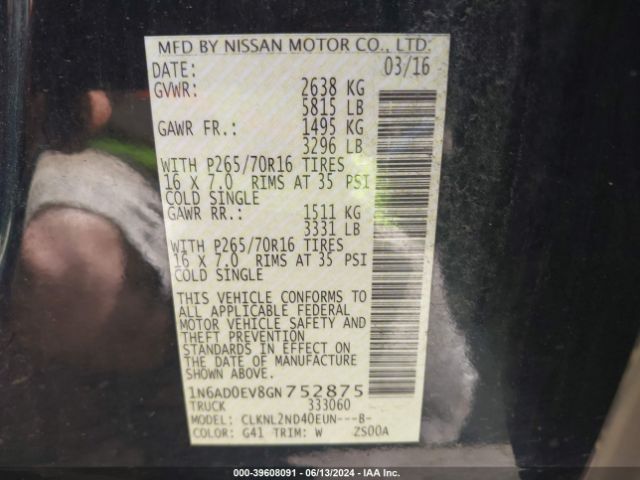 MFD BY NISSAN MOTOR CO., LTD.
DATE: 03/16
GVWR: 2638 KG
5815 LB
GAWR FR.: 1495 KG
3296 LB
WITH P265/70R16 TIRES
16 X 7.0 RIMS AT 35 PSI
COLD SINGLE
GAWR RR.: 1511 KG
3331 LB
WITH P265/70R16 TIRES
16 X 7.0 RIMS AT 35 PSI
COLD SINGLE
THIS VEHICLE CONFORMS TO
ALL APPLICABLE FEDERAL
MOTOR VEHICLE SAFETY AND
THEFT PREVENTION
STANDARDS IN EFFECT ON
THE DATE OF MANUFACTURE
SHOWN ABOVE.
1N6AD0EV8GN752875
TRUCK 333060
MODEL: CLKNL2ND40EUN---B-
COLOR: G41 TRIM: W ZS00A
000-39608091 - 06/13/2024 - IAA Inc.